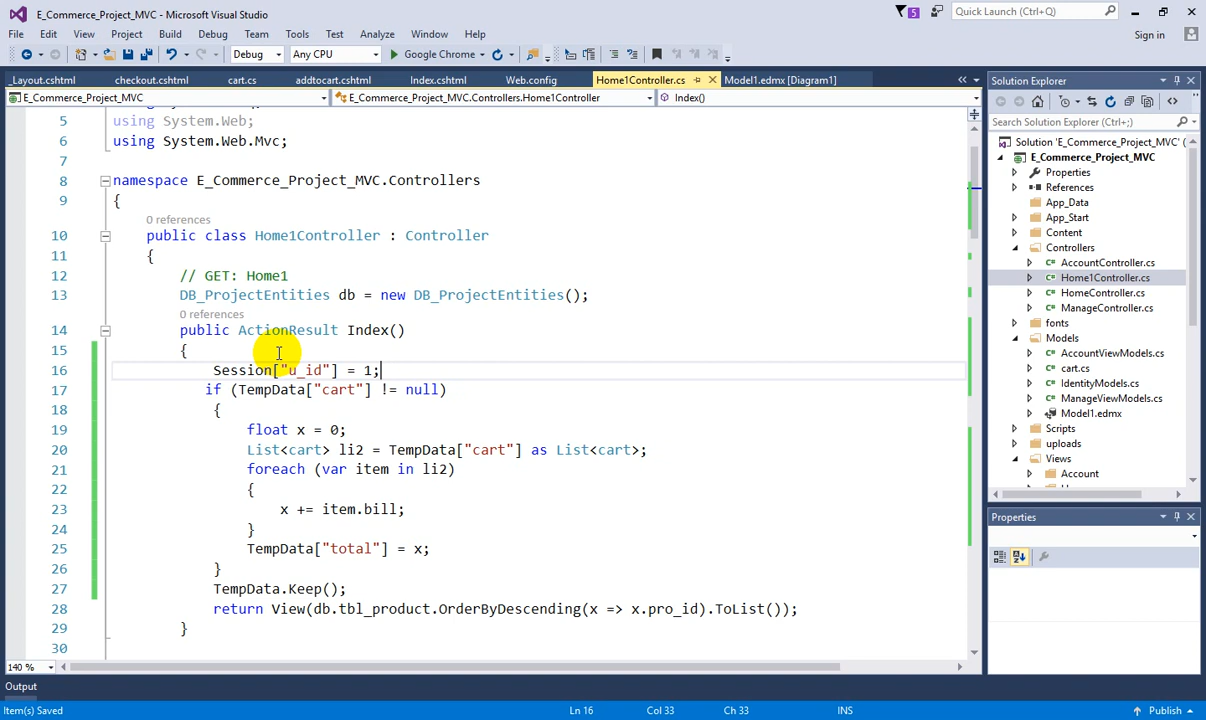 E_Commerce_Project_MVC - Microsoft Visual Studio
5
Quick Launch (Ctrl+Q)
File Edit View Project Build Debug Team Tools Test Analyze Window Help
Sign in
Debug
Any CPU
Google Chrome
_Layout.cshtml checkout.cshtml cart.cs addtocart.cshtml Index.cshtml Web.config Home1Controller.cs Model1.edmx [Diagram1]
E_Commerce_Project_MVC E_Commerce_Project_MVC.Controllers.Home1Controller Index()
5 using System.Web;
6 using System.Web.Mvc;
7
8 namespace E_Commerce_Project_MVC.Controllers
9 {
0 references
10 public class Home1Controller : Controller
11 {
12 // GET: Home1
13 DB_ProjectEntities db = new DB_ProjectEntities();
0 references
14 public ActionResult Index()
15 {
16 Session["u_id"] = 1;
17 if (TempData["cart"] != null)
18 {
19 float x = 0;
20 List<cart> li2 = TempData["cart"] as List<cart>;
21 foreach (var item in li2)
22 {
23 x += item.bill;
24 }
25 TempData["total"] = x;
26 }
27 TempData.Keep();
28 return View(db.tbl_product.OrderByDescending(x => x.pro_id).ToList());
29 }
30
140 %
Solution Explorer
Search Solution Explorer (Ctrl+;)
Solution 'E_Commerce_Project_MVC' (
E_Commerce_Project_MVC
Properties
References
App_Data
App_Start
Content
Controllers
AccountController.cs
Home1Controller.cs
HomeController.cs
ManageController.cs
fonts
Models
AccountViewModels.cs
cart.cs
IdentityModels.cs
ManageViewModels.cs
Model1.edmx
Scripts
uploads
Views
Account
Properties
Output
Item(s) Saved Ln 16 Col 33 Ch 33 INS Publish